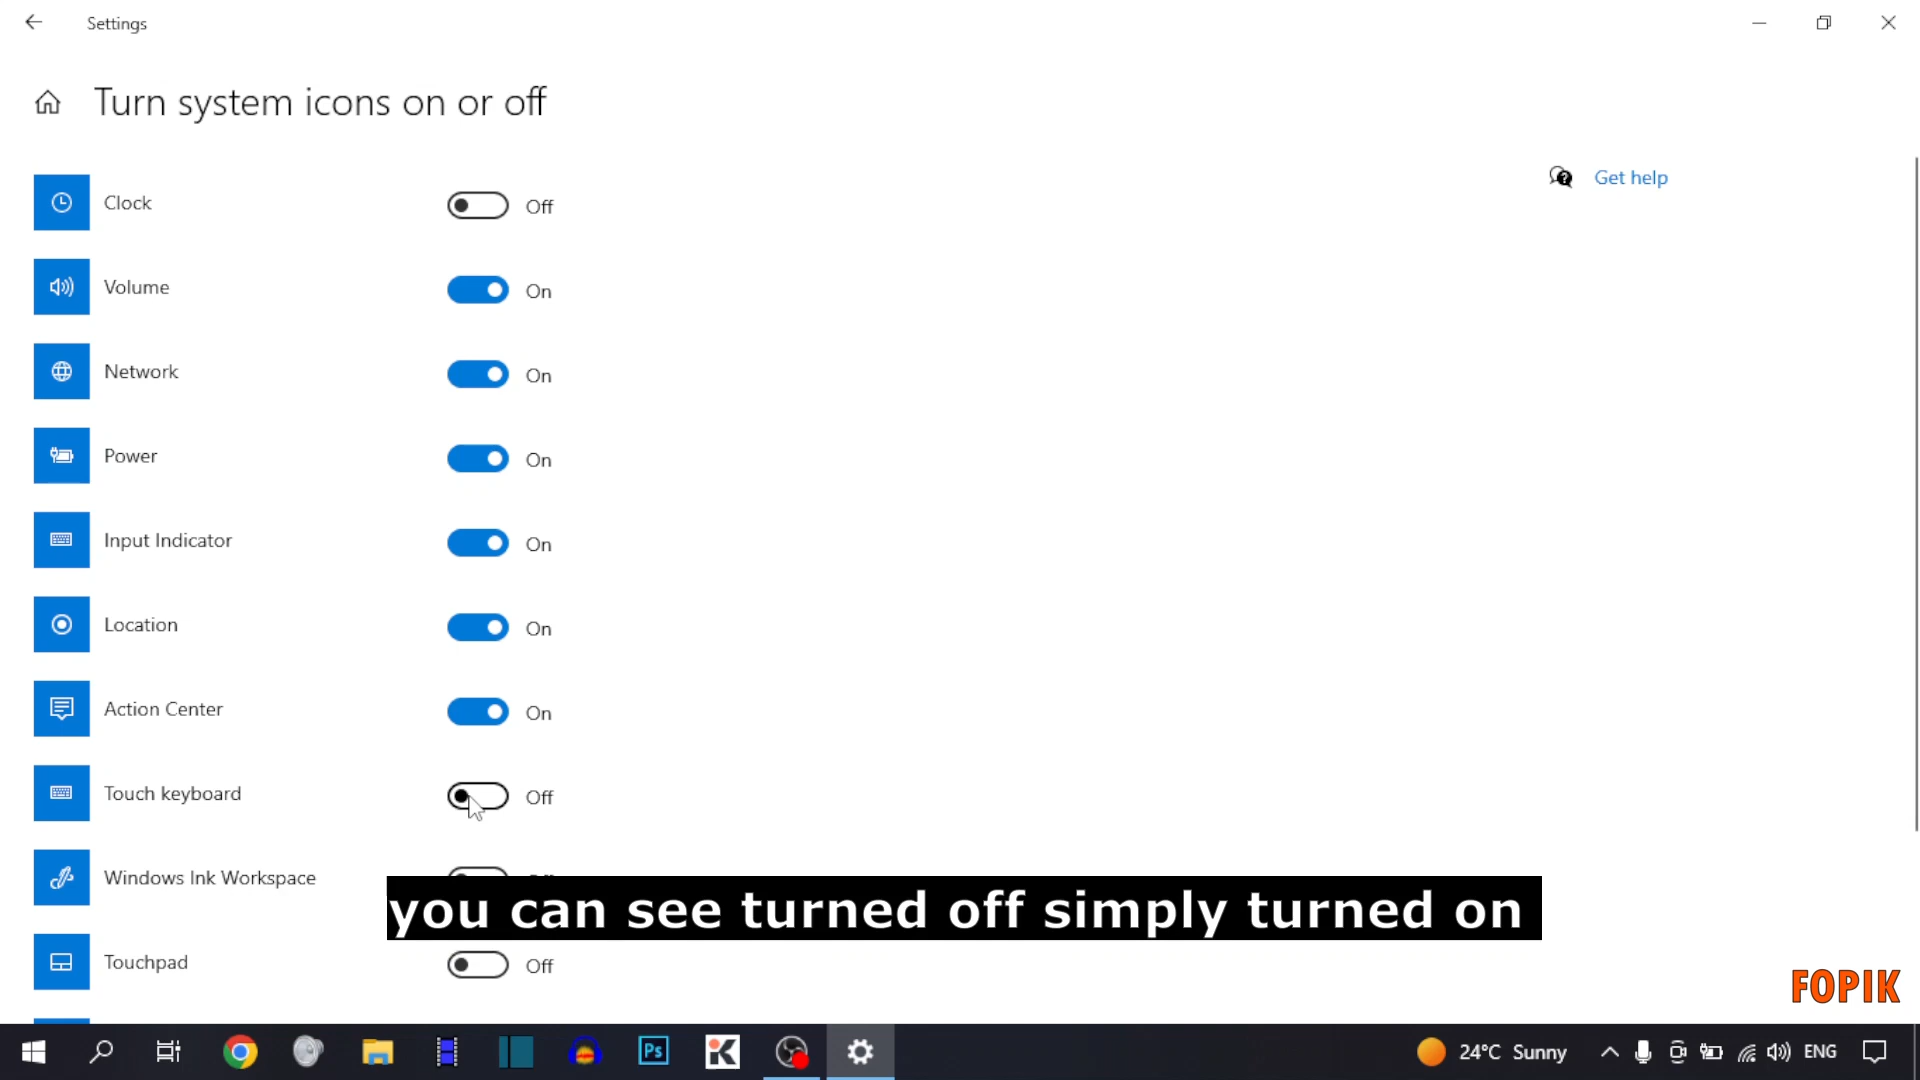 Settings
Turn system icons on or off
Get help
Clock Off
Volume On
Network On
Power On
Input Indicator On
Location On
Action Center On
Touch keyboard Off
Windows Ink Workspace
you can see turned off simply turned on
Touchpad Off
FOPIK
Ps
K
24°C Sunny
ENG